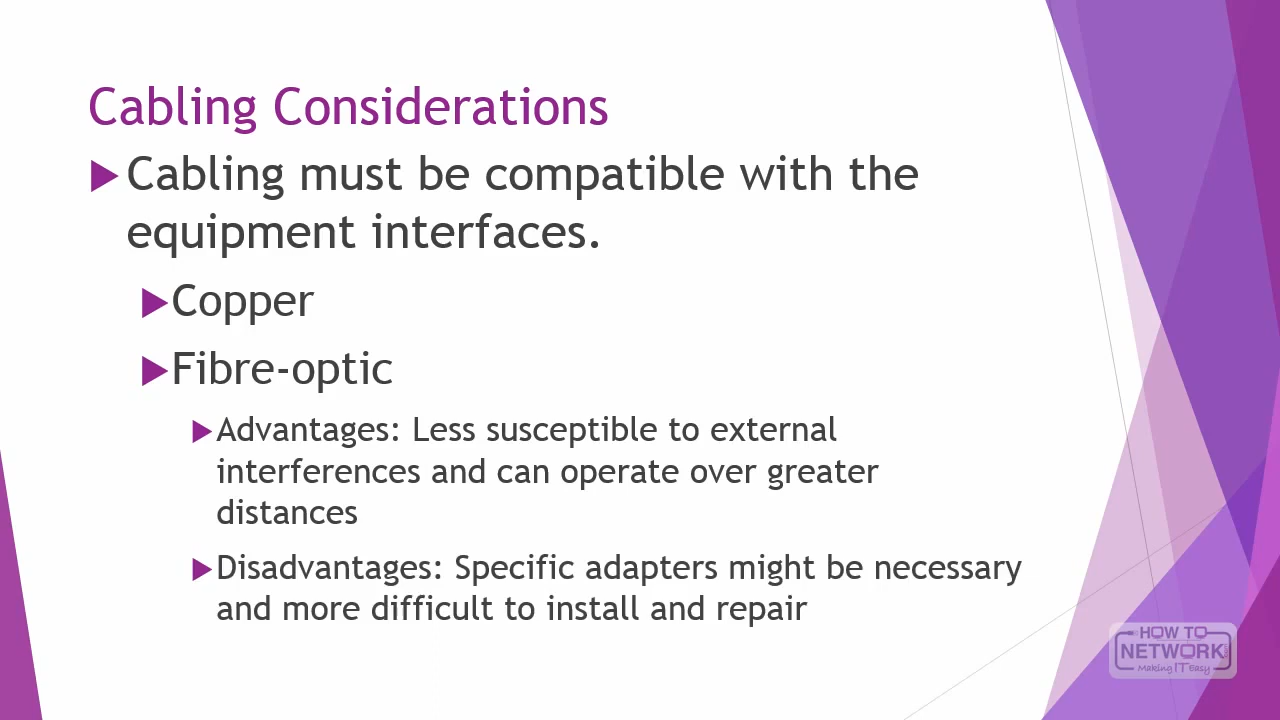 Cabling Considerations
Cabling must be compatible with the
equipment interfaces.
Copper
Fibre-optic
Advantages: Less susceptible to external
interferences and can operate over greater
distances
Disadvantages: Specific adapters might be necessary
and more difficult to install and repair
HOW TO
NETWORK
Making IT Easy